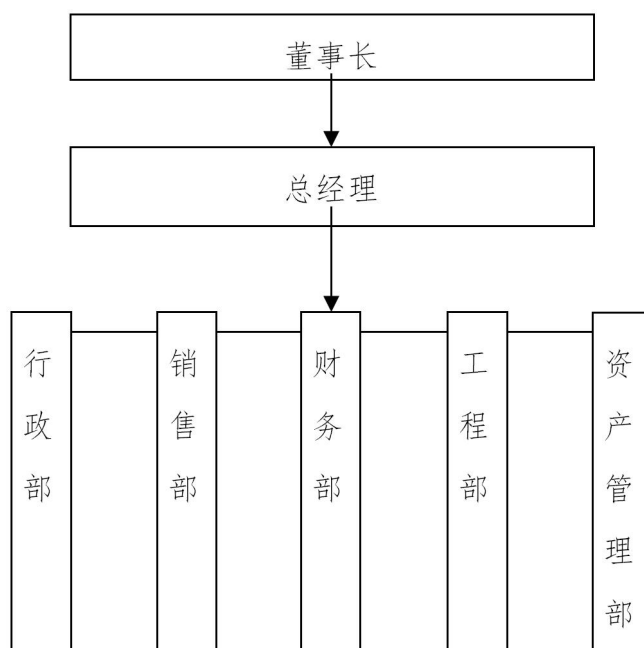 董事长
总经理
行政部
销售部
财务部
工程部
资产管理部